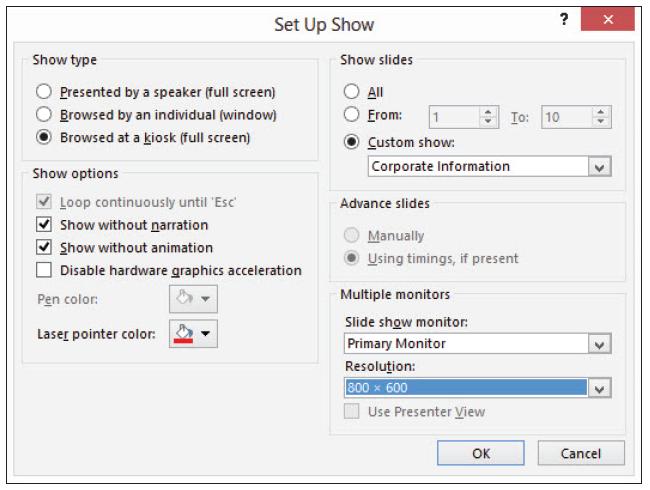 Set Up Show
?
Show type
Presented by a speaker (full screen)
Browsed by an individual (window)
Browsed at a kiosk (full screen)
Show options
Loop continuously until 'Esc'
Show without narration
Show without animation
Disable hardware graphics acceleration
Pen color:
Laser pointer color:
Show slides
All
From: 1 To: 10
Custom show:
Corporate Information
Advance slides
Manually
Using timings, if present
Multiple monitors
Slide show monitor:
Primary Monitor
Resolution:
800 × 600
Use Presenter View
OK Cancel